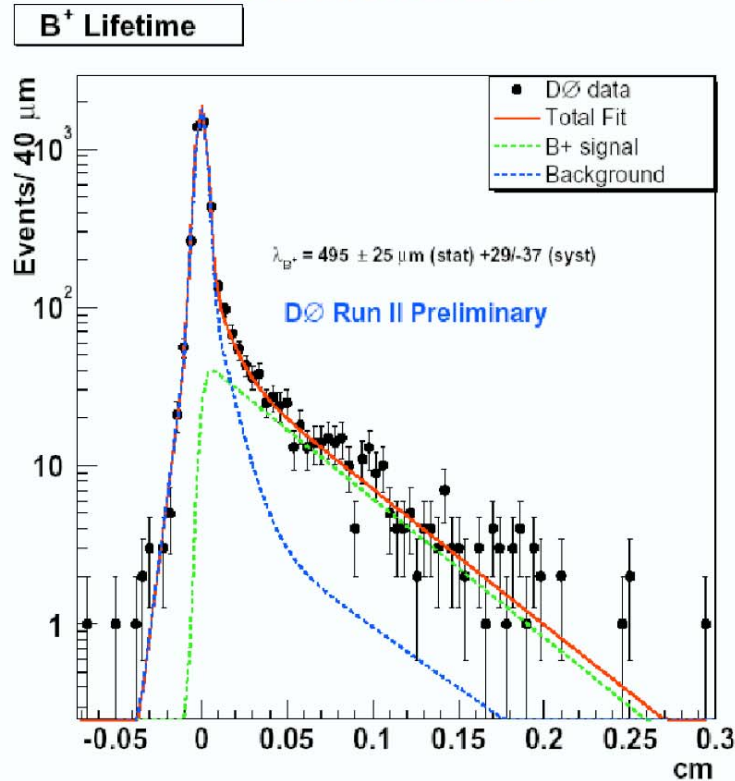 B⁺ Lifetime
Events/ 40 μm
DØ data
Total Fit
B+ signal
Background
λ_B⁺ = 495 ± 25 μm (stat) +29/-37 (syst)
DØ Run II Preliminary
10³
10²
10
1
-0.05 0 0.05 0.1 0.15 0.2 0.25 0.3
cm